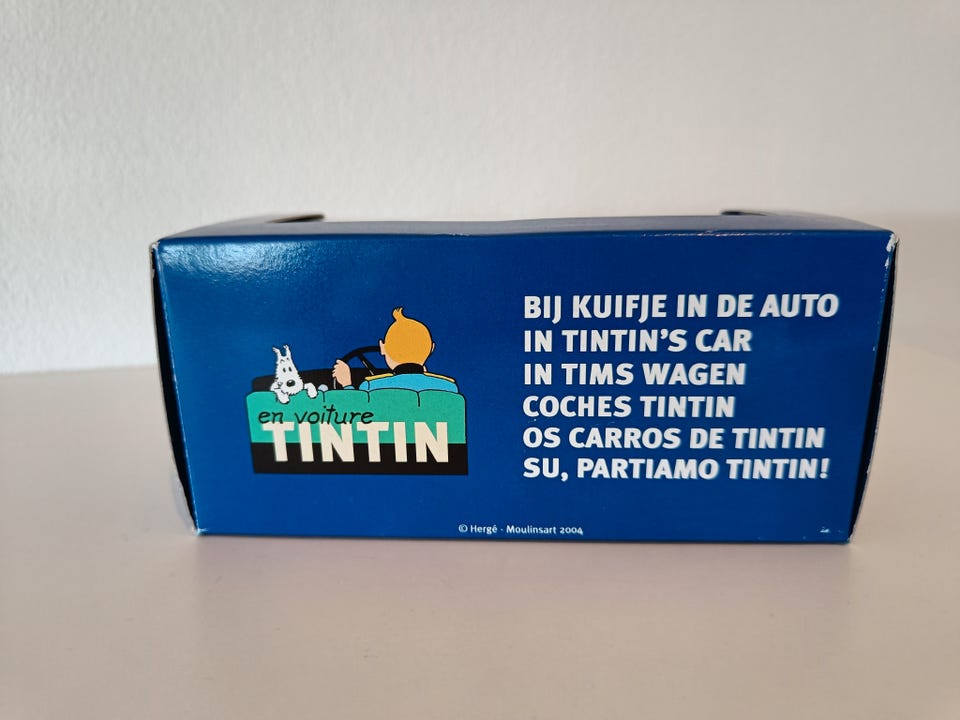 en voiture
TINTIN
BIJ KUIFJE IN DE AUTO
IN TINTIN'S CAR
IN TIMS WAGEN
COCHES TINTIN
OS CARROS DE TINTIN
SU, PARTIAMO TINTIN!
© Hergé - Moulinsart 2004